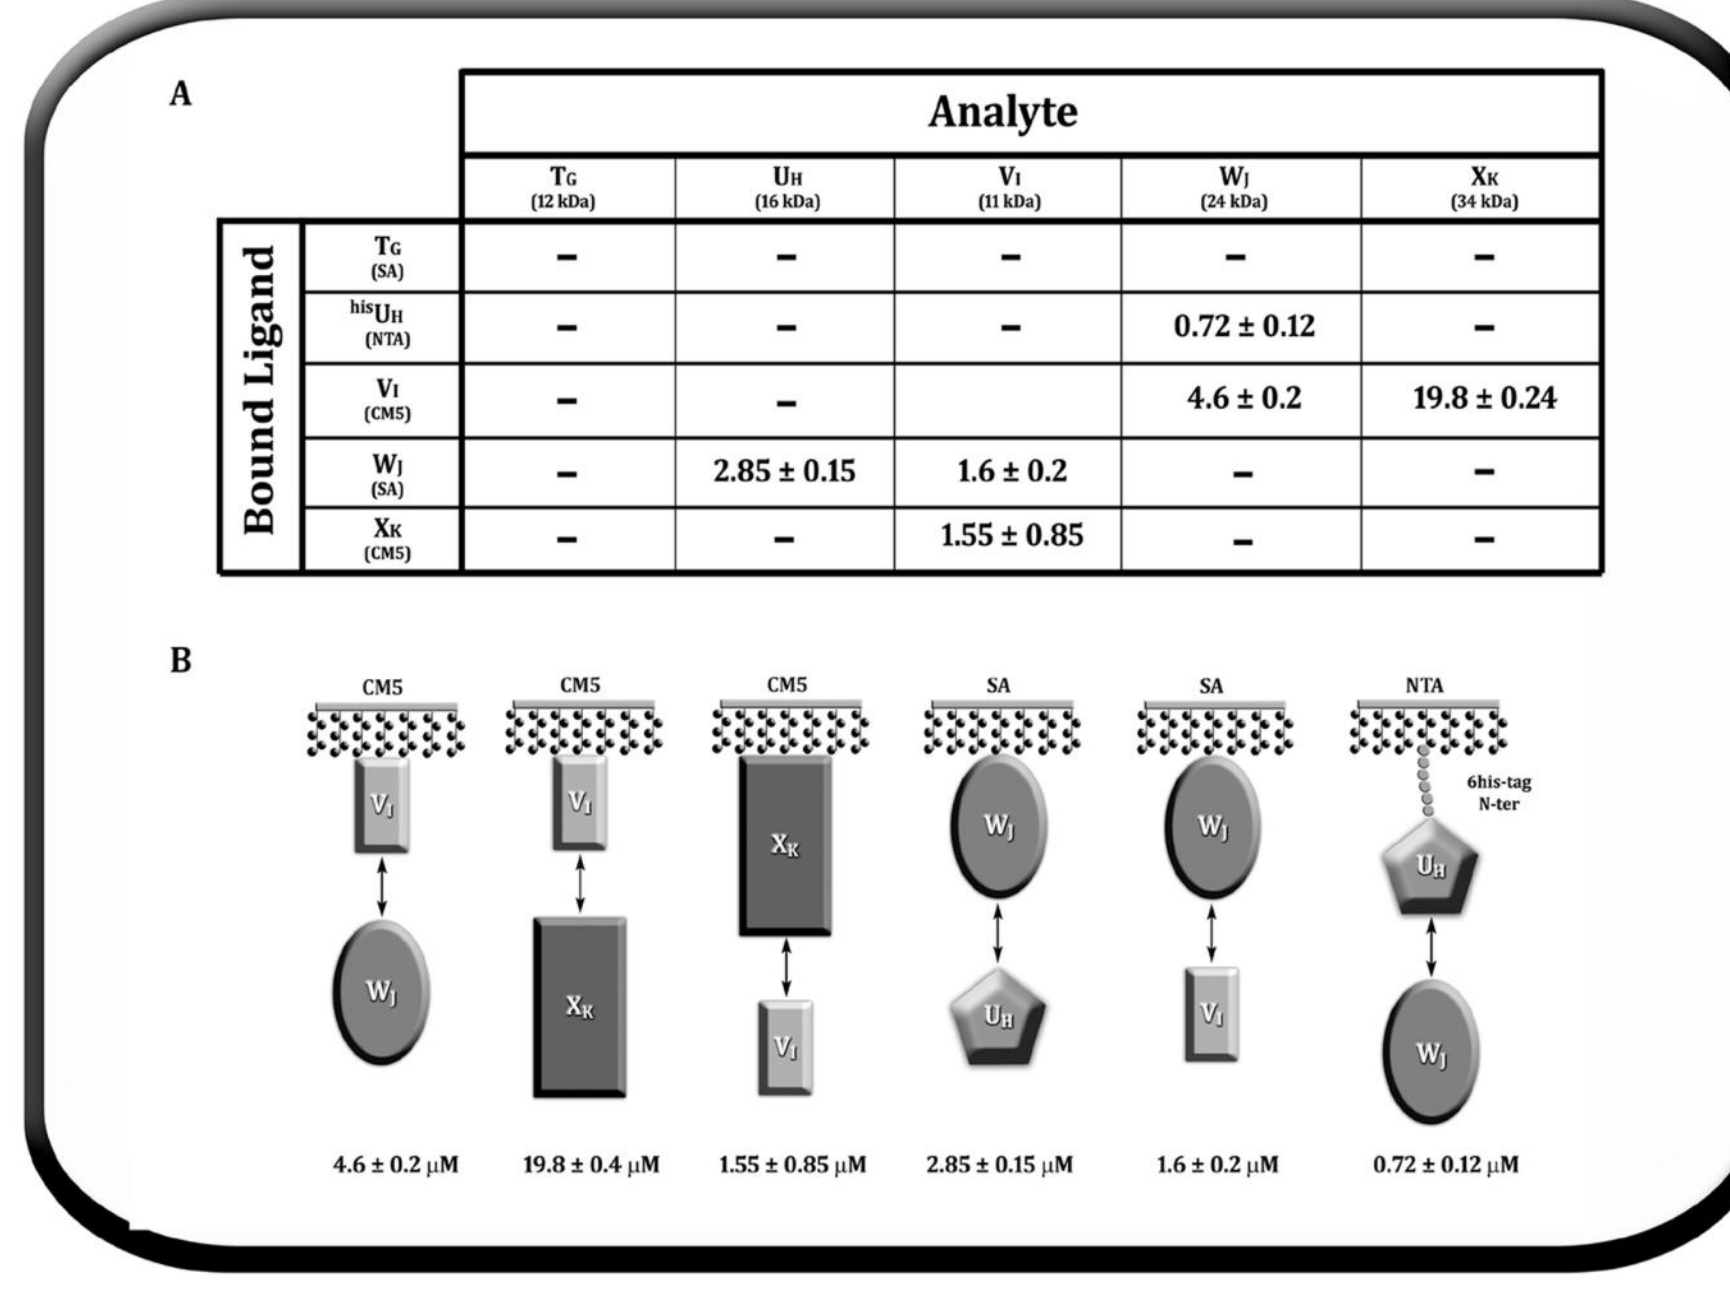 A
Analyte
TG UH VI WJ XK
(12 kDa) (16 kDa) (11 kDa) (24 kDa) (34 kDa)
Bound Ligand
TG – – – – –
(SA)
hisUH – – – 0.72 ± 0.12 –
(NTA)
VI – – 4.6 ± 0.2 19.8 ± 0.24
(CM5)
WJ – 2.85 ± 0.15 1.6 ± 0.2 – –
(SA)
XK – – 1.55 ± 0.85 – –
(CM5)
B
CM5 CM5 CM5 SA SA NTA
6his-tag
N-ter
VI VI XK WJ WJ UH
WJ XK VI UH VI WJ
4.6 ± 0.2 μM 19.8 ± 0.4 μM 1.55 ± 0.85 μM 2.85 ± 0.15 μM 1.6 ± 0.2 μM 0.72 ± 0.12 μM